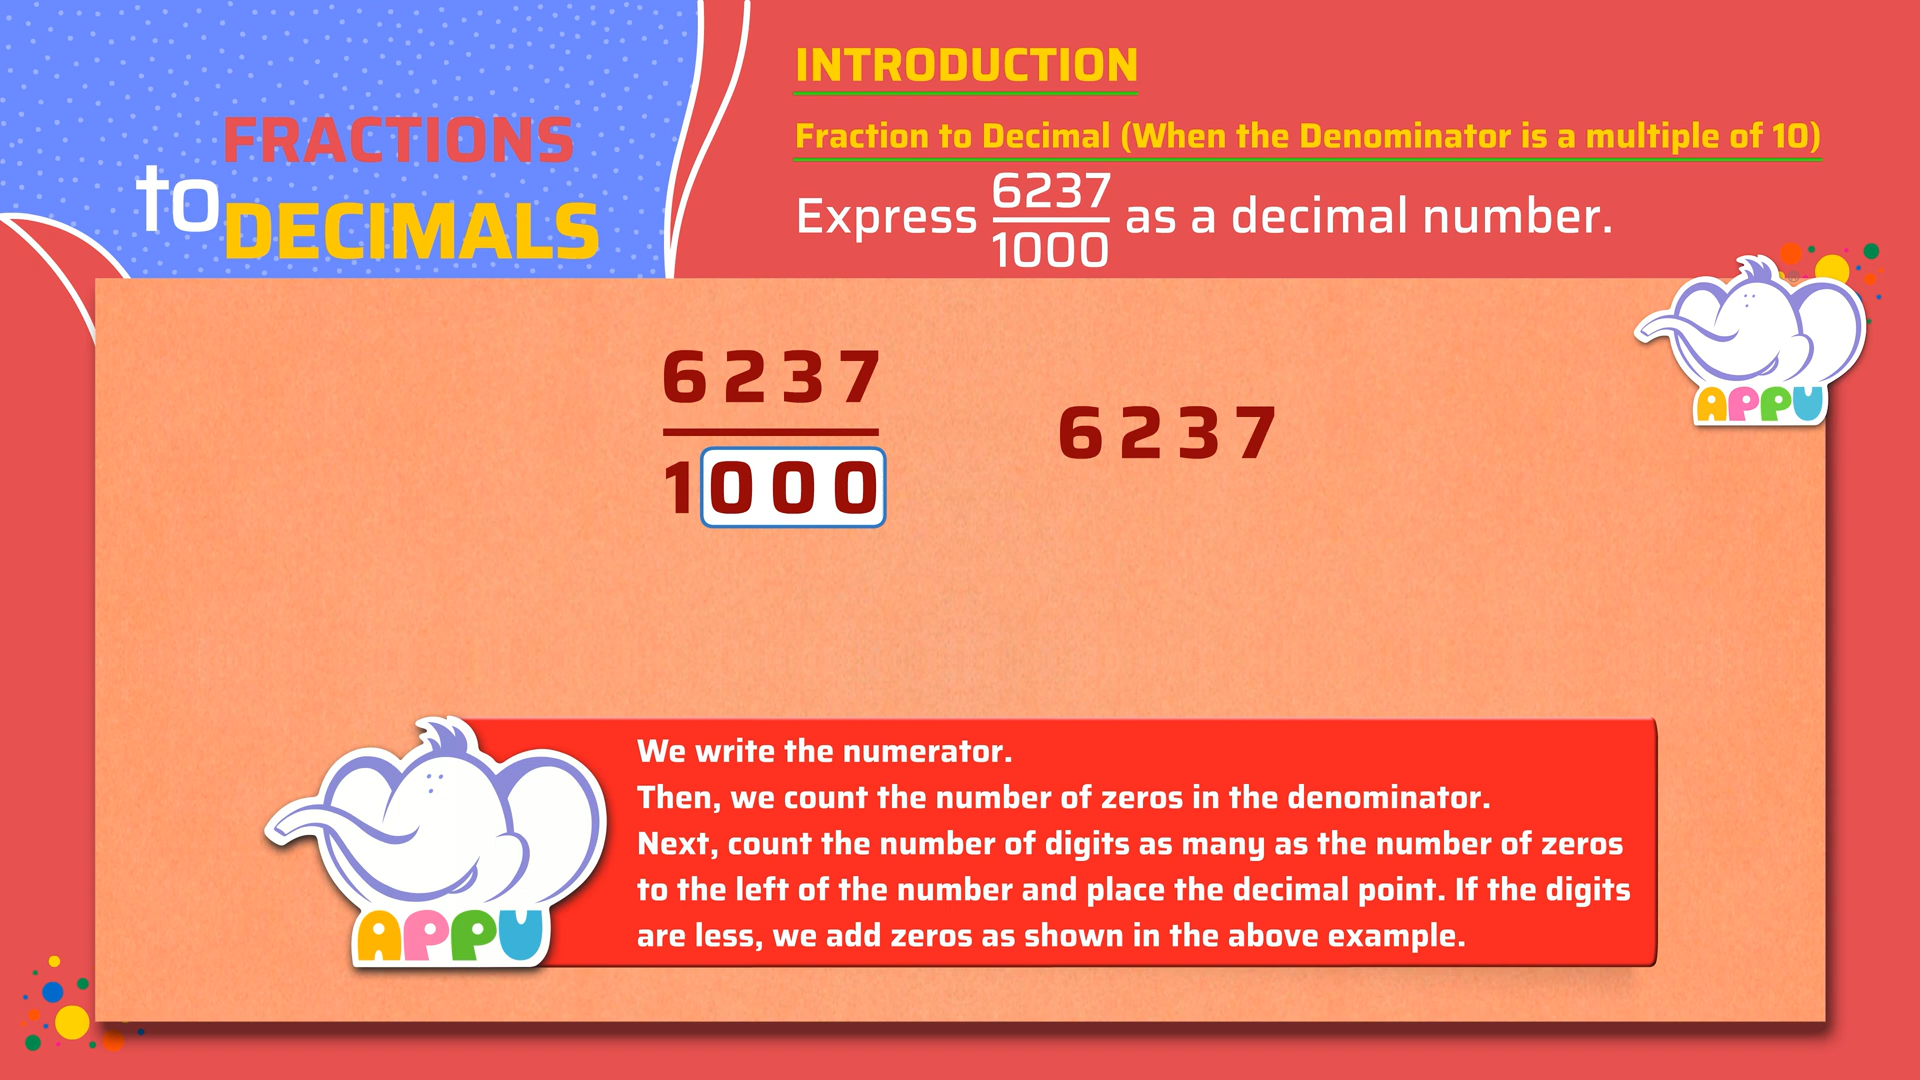 FRACTIONS
to DECIMALS
INTRODUCTION
Fraction to Decimal (When the Denominator is a multiple of 10)
Express 6237/1000 as a decimal number.
APPU
6237
1000
6237
We write the numerator.
Then, we count the number of zeros in the denominator.
Next, count the number of digits as many as the number of zeros
to the left of the number and place the decimal point. If the digits
are less, we add zeros as shown in the above example.
APPU